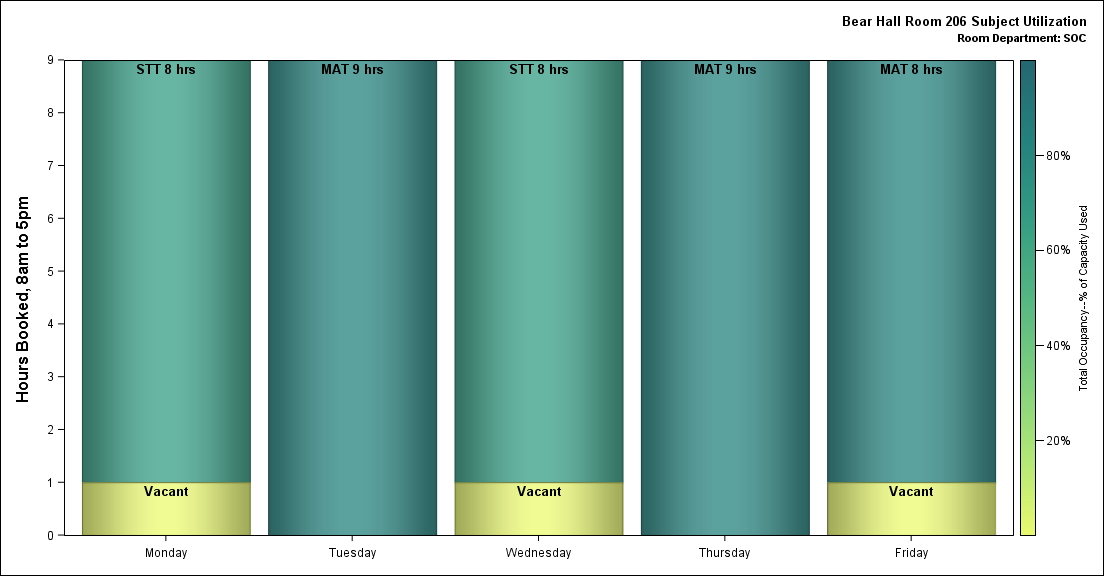 Bear Hall Room 206 Subject Utilization
Room Department: SOC
Hours Booked, 8am to 5pm
9
8
7
6
5
4
3
2
1
0
STT 8 hrs
MAT 9 hrs
STT 8 hrs
MAT 9 hrs
MAT 8 hrs
Vacant
Vacant
Vacant
Monday
Tuesday
Wednesday
Thursday
Friday
80%
60%
40%
20%
Total Occupancy--% of Capacity Used